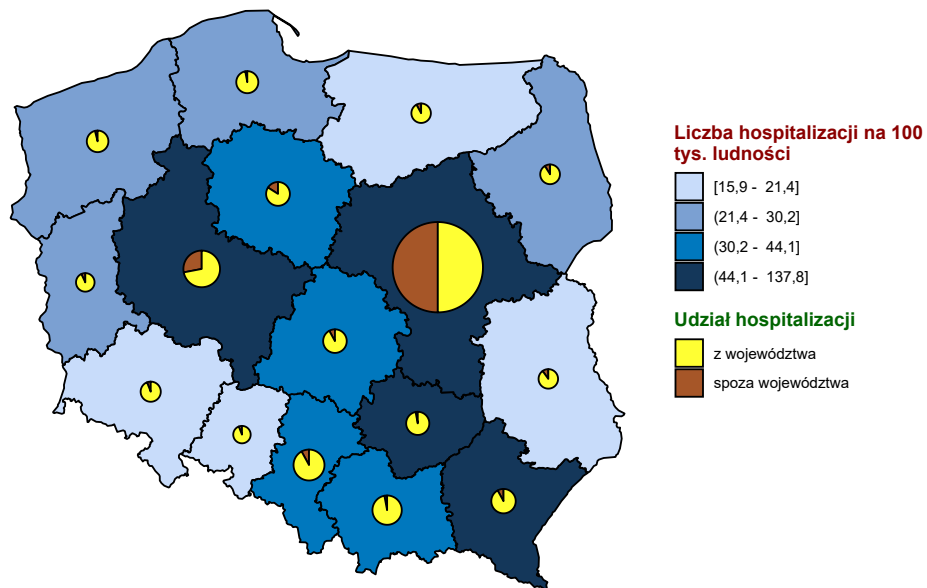 Liczba hospitalizacji na 100
tys. ludności
[15,9 - 21,4]
(21,4 - 30,2]
(30,2 - 44,1]
(44,1 - 137,8]
Udział hospitalizacji
z województwa
spoza województwa